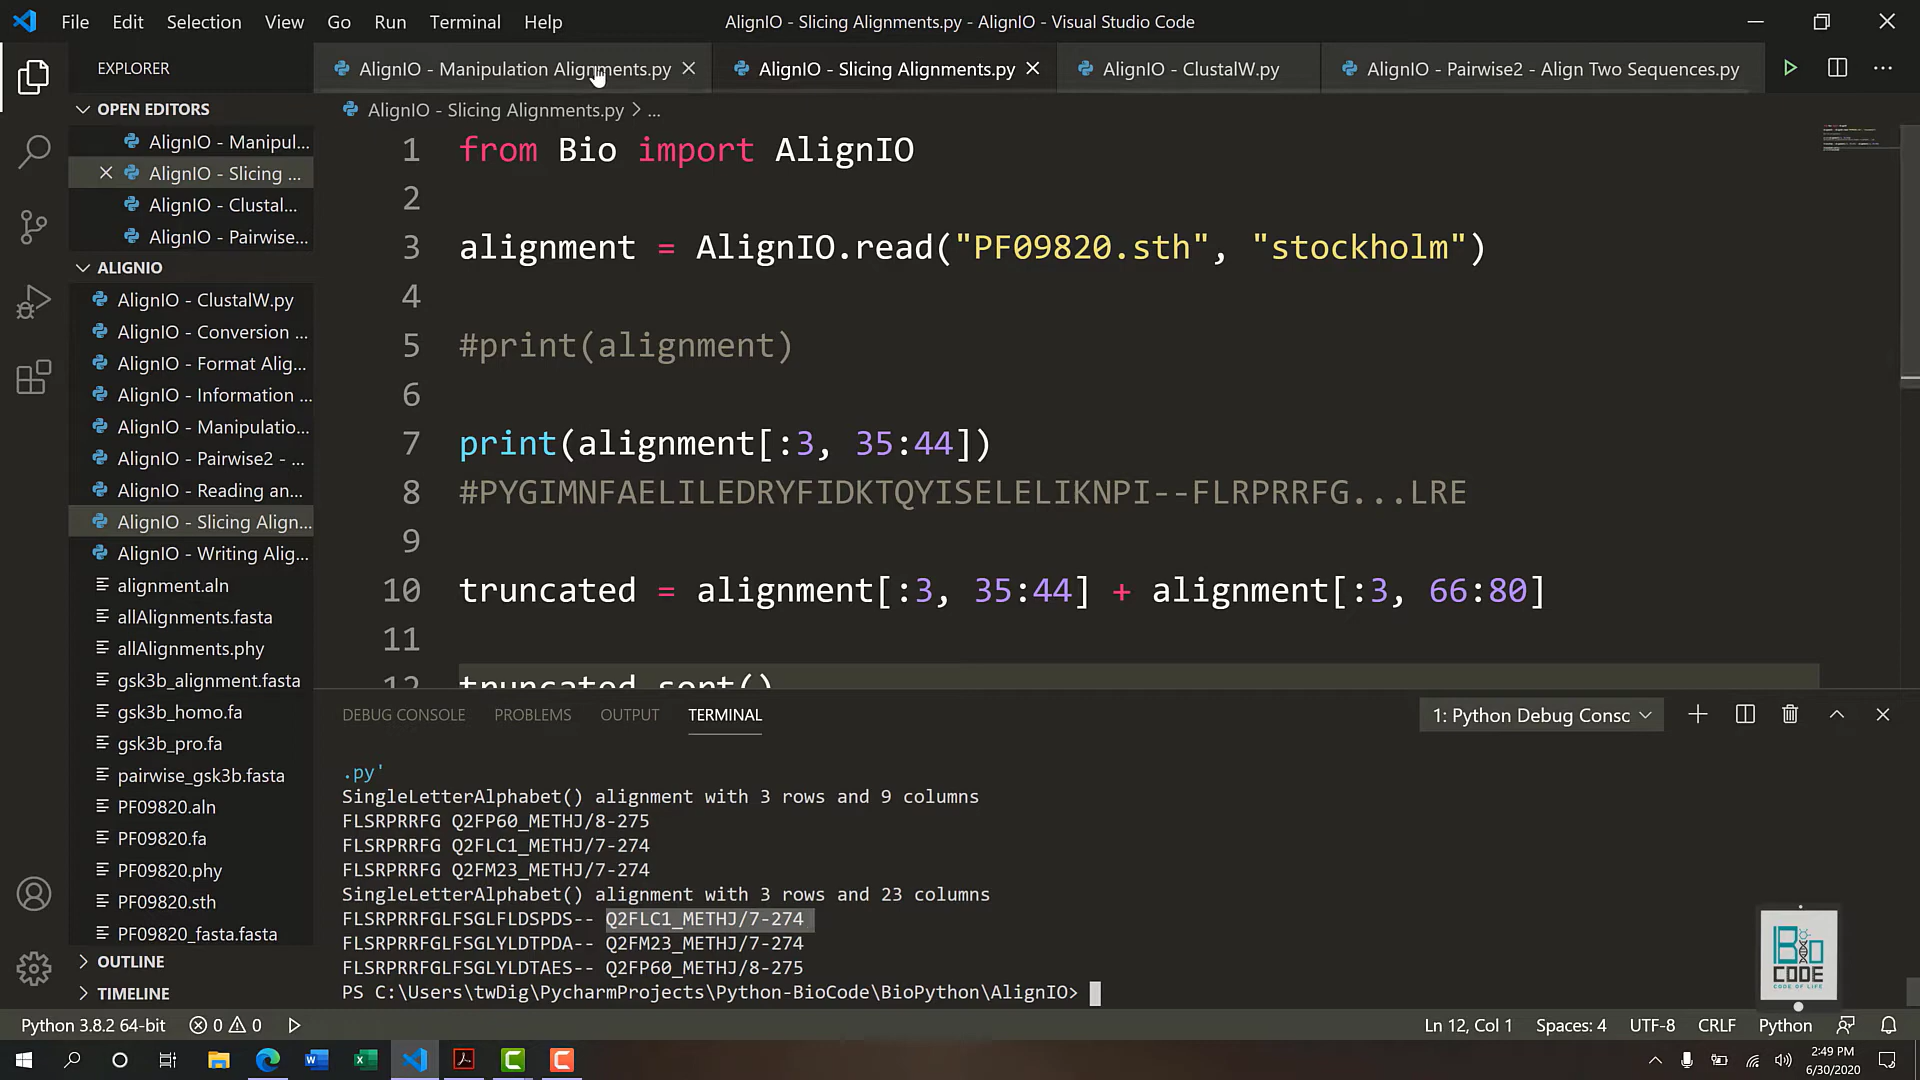 File Edit Selection View Go Run Terminal Help
AlignIO - Slicing Alignments.py - AlignIO - Visual Studio Code
EXPLORER
OPEN EDITORS
AlignIO - Manipul...
AlignIO - Slicing ...
AlignIO - Clustal...
AlignIO - Pairwise...
ALIGNIO
AlignIO - ClustalW.py
AlignIO - Conversion ...
AlignIO - Format Alig...
AlignIO - Information ...
AlignIO - Manipulatio...
AlignIO - Pairwise2 - ...
AlignIO - Reading an...
AlignIO - Slicing Align...
AlignIO - Writing Alig...
alignment.aln
allAlignments.fasta
allAlignments.phy
gsk3b_alignment.fasta
gsk3b_homo.fa
gsk3b_pro.fa
pairwise_gsk3b.fasta
PF09820.aln
PF09820.fa
PF09820.phy
PF09820.sth
PF09820_fasta.fasta
OUTLINE
TIMELINE
AlignIO - Manipulation Alignments.py
AlignIO - Slicing Alignments.py
AlignIO - ClustalW.py
AlignIO - Pairwise2 - Align Two Sequences.py
AlignIO - Slicing Alignments.py > ...
1 from Bio import AlignIO
2
3 alignment = AlignIO.read("PF09820.sth", "stockholm")
4
5 #print(alignment)
6
7 print(alignment[:3, 35:44])
8 #PYGIMNFAELILEDRYFIDKTQYISELELIKNPI--FLRPRRFG...LRE
9
10 truncated = alignment[:3, 35:44] + alignment[:3, 66:80]
11
12 truncated.sort()
DEBUG CONSOLE PROBLEMS OUTPUT TERMINAL
1: Python Debug Consc
.py'
SingleLetterAlphabet() alignment with 3 rows and 9 columns
FLSRPRRFG Q2FP60_METHJ/8-275
FLSRPRRFG Q2FLC1_METHJ/7-274
FLSRPRRFG Q2FM23_METHJ/7-274
SingleLetterAlphabet() alignment with 3 rows and 23 columns
FLSRPRRFGLFSGLFLDSPDS-- Q2FLC1_METHJ/7-274
FLSRPRRFGLFSGLYLDTPDA-- Q2FM23_METHJ/7-274
FLSRPRRFGLFSGLYLDTAES-- Q2FP60_METHJ/8-275
PS C:\Users\twDig\PycharmProjects\Python-BioCode\BioPython\AlignIO>
BiO
CODE
CODE OF LIFE
Python 3.8.2 64-bit 0 0
Ln 12, Col 1 Spaces: 4 UTF-8 CRLF Python
2:49 PM
6/30/2020